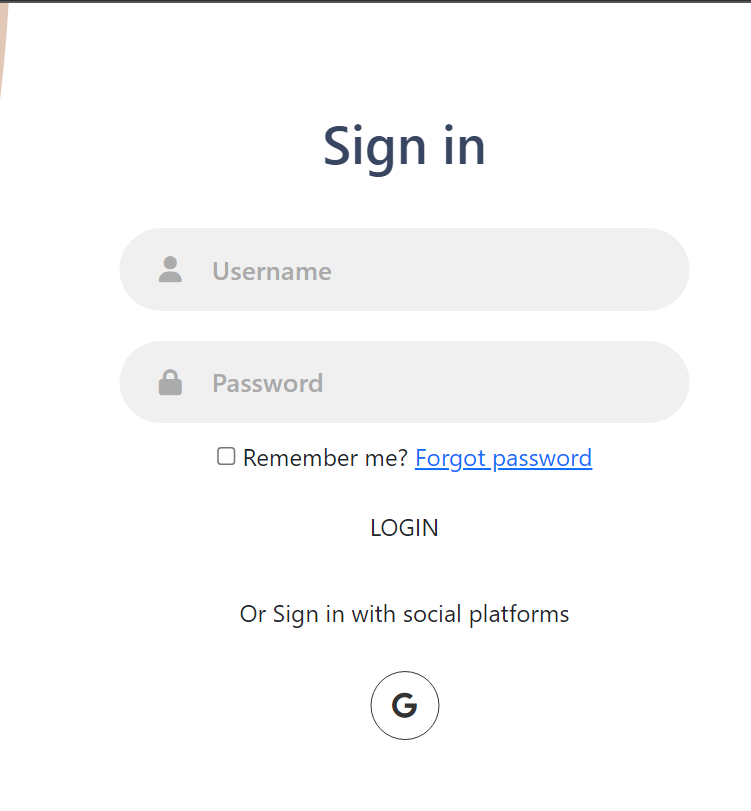 Sign in
Username
Password
Remember me? Forgot password
LOGIN
Or Sign in with social platforms
G